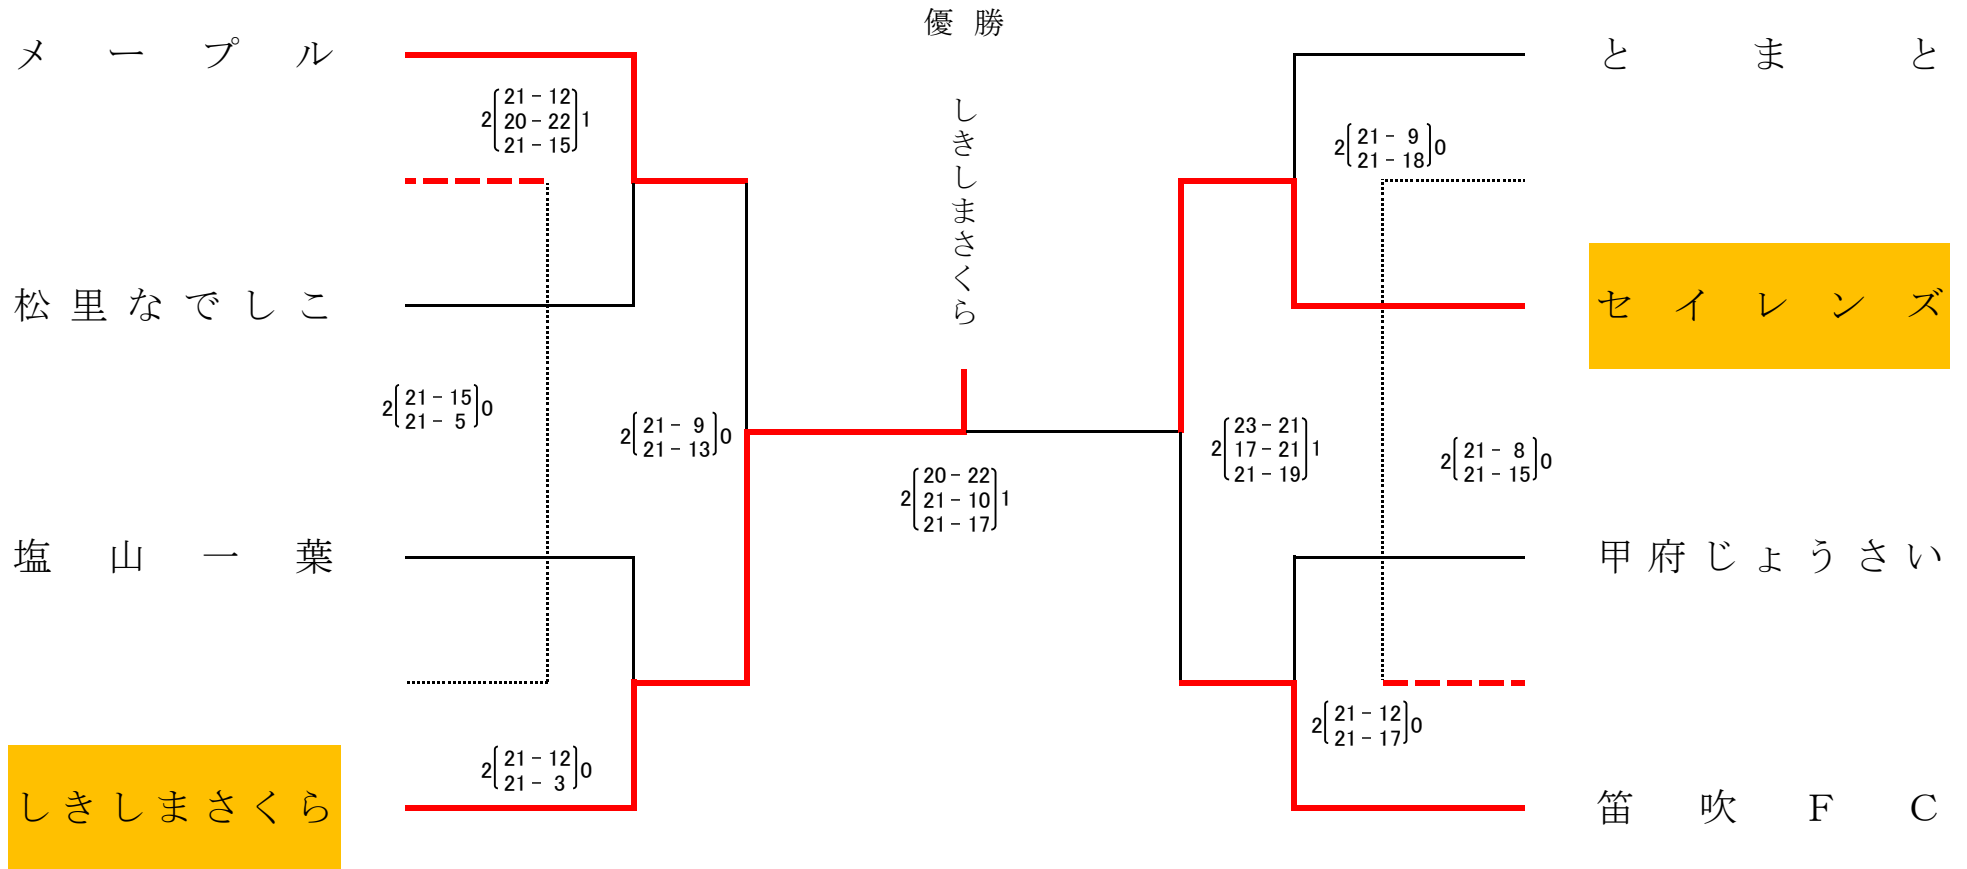 優勝
しきしまさくら
メープル
2 21 - 12 1
20 - 22
21 - 15
松里なでしこ
2 21 - 15 0
21 - 5
2 21 - 9 0
21 - 13
塩山一葉
2 21 - 12 0
21 - 3
しきしまさくら
2 20 - 22 1
21 - 10
21 - 17
とまと
2 21 - 9 0
21 - 18
セイレンズ
2 23 - 21 1
17 - 21
21 - 19
2 21 - 8 0
21 - 15
甲府じょうさい
2 21 - 12 0
21 - 17
笛吹FC